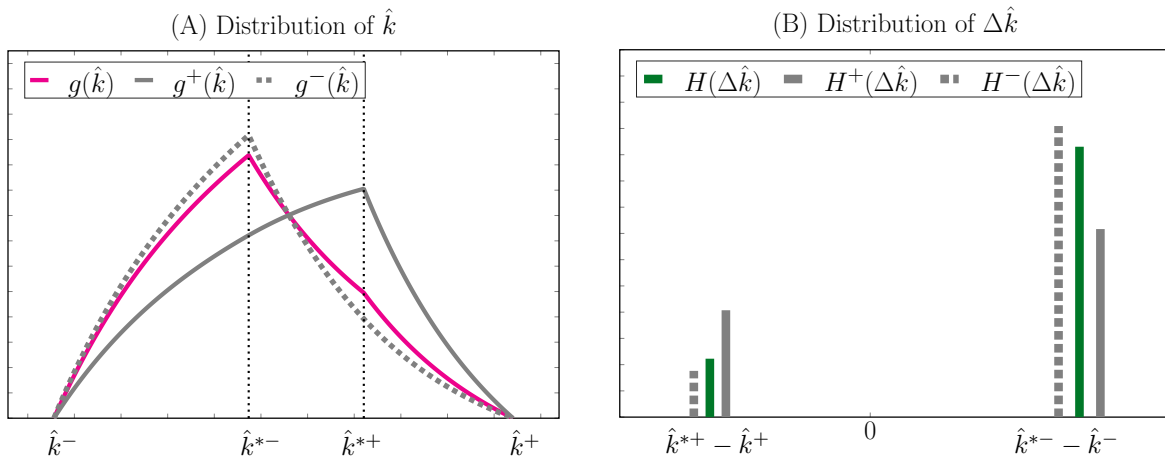 (A) Distribution of k̂
g(k̂) g⁺(k̂) g⁻(k̂)
k̂⁻ k̂*⁻ k̂*⁺ k̂⁺
(B) Distribution of Δk̂
H(Δk̂) H⁺(Δk̂) H⁻(Δk̂)
k̂*⁺ − k̂⁺ 0 k̂*⁻ − k̂⁻